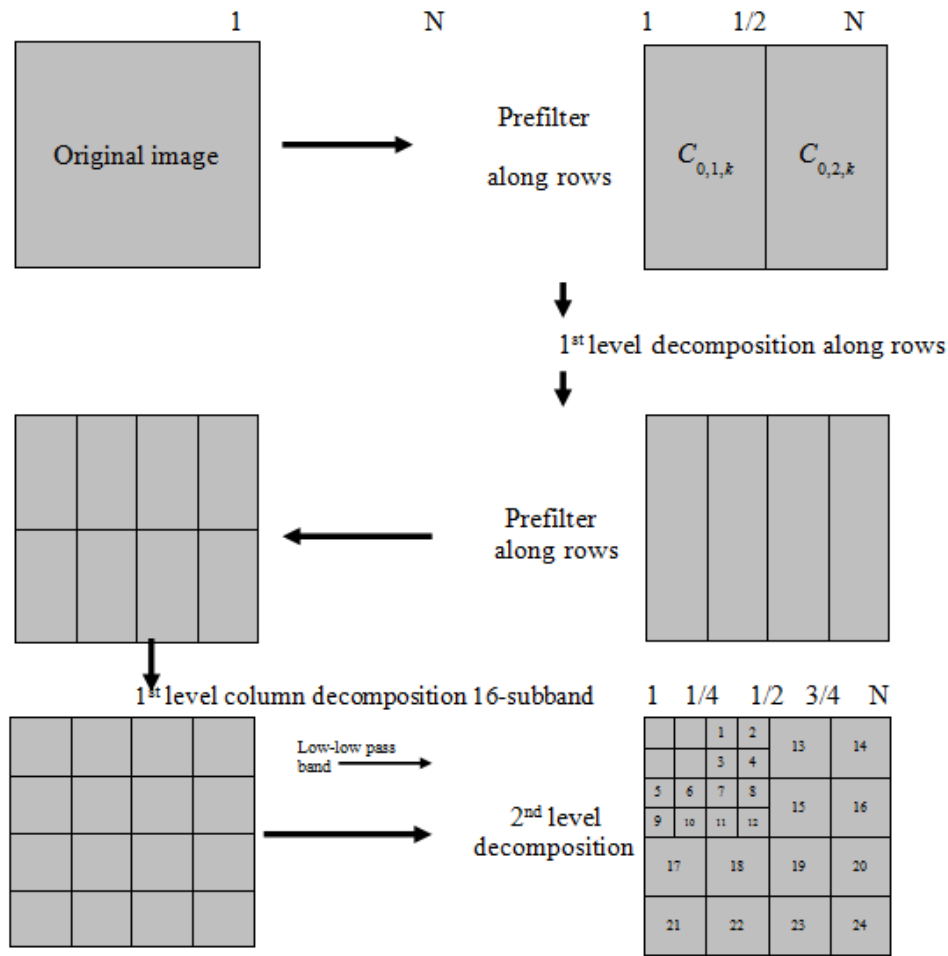 1 N 1 1/2 N
Original image
Prefilter
along rows
C0,1,k C0,2,k
1st level decomposition along rows
Prefilter
along rows
1st level column decomposition 16-subband
1 1/4 1/2 3/4 N
Low-low pass
band
2nd level
decomposition
1 2
13 14
3 4
5 6 7 8
15 16
9 10 11 12
17 18 19 20
21 22 23 24